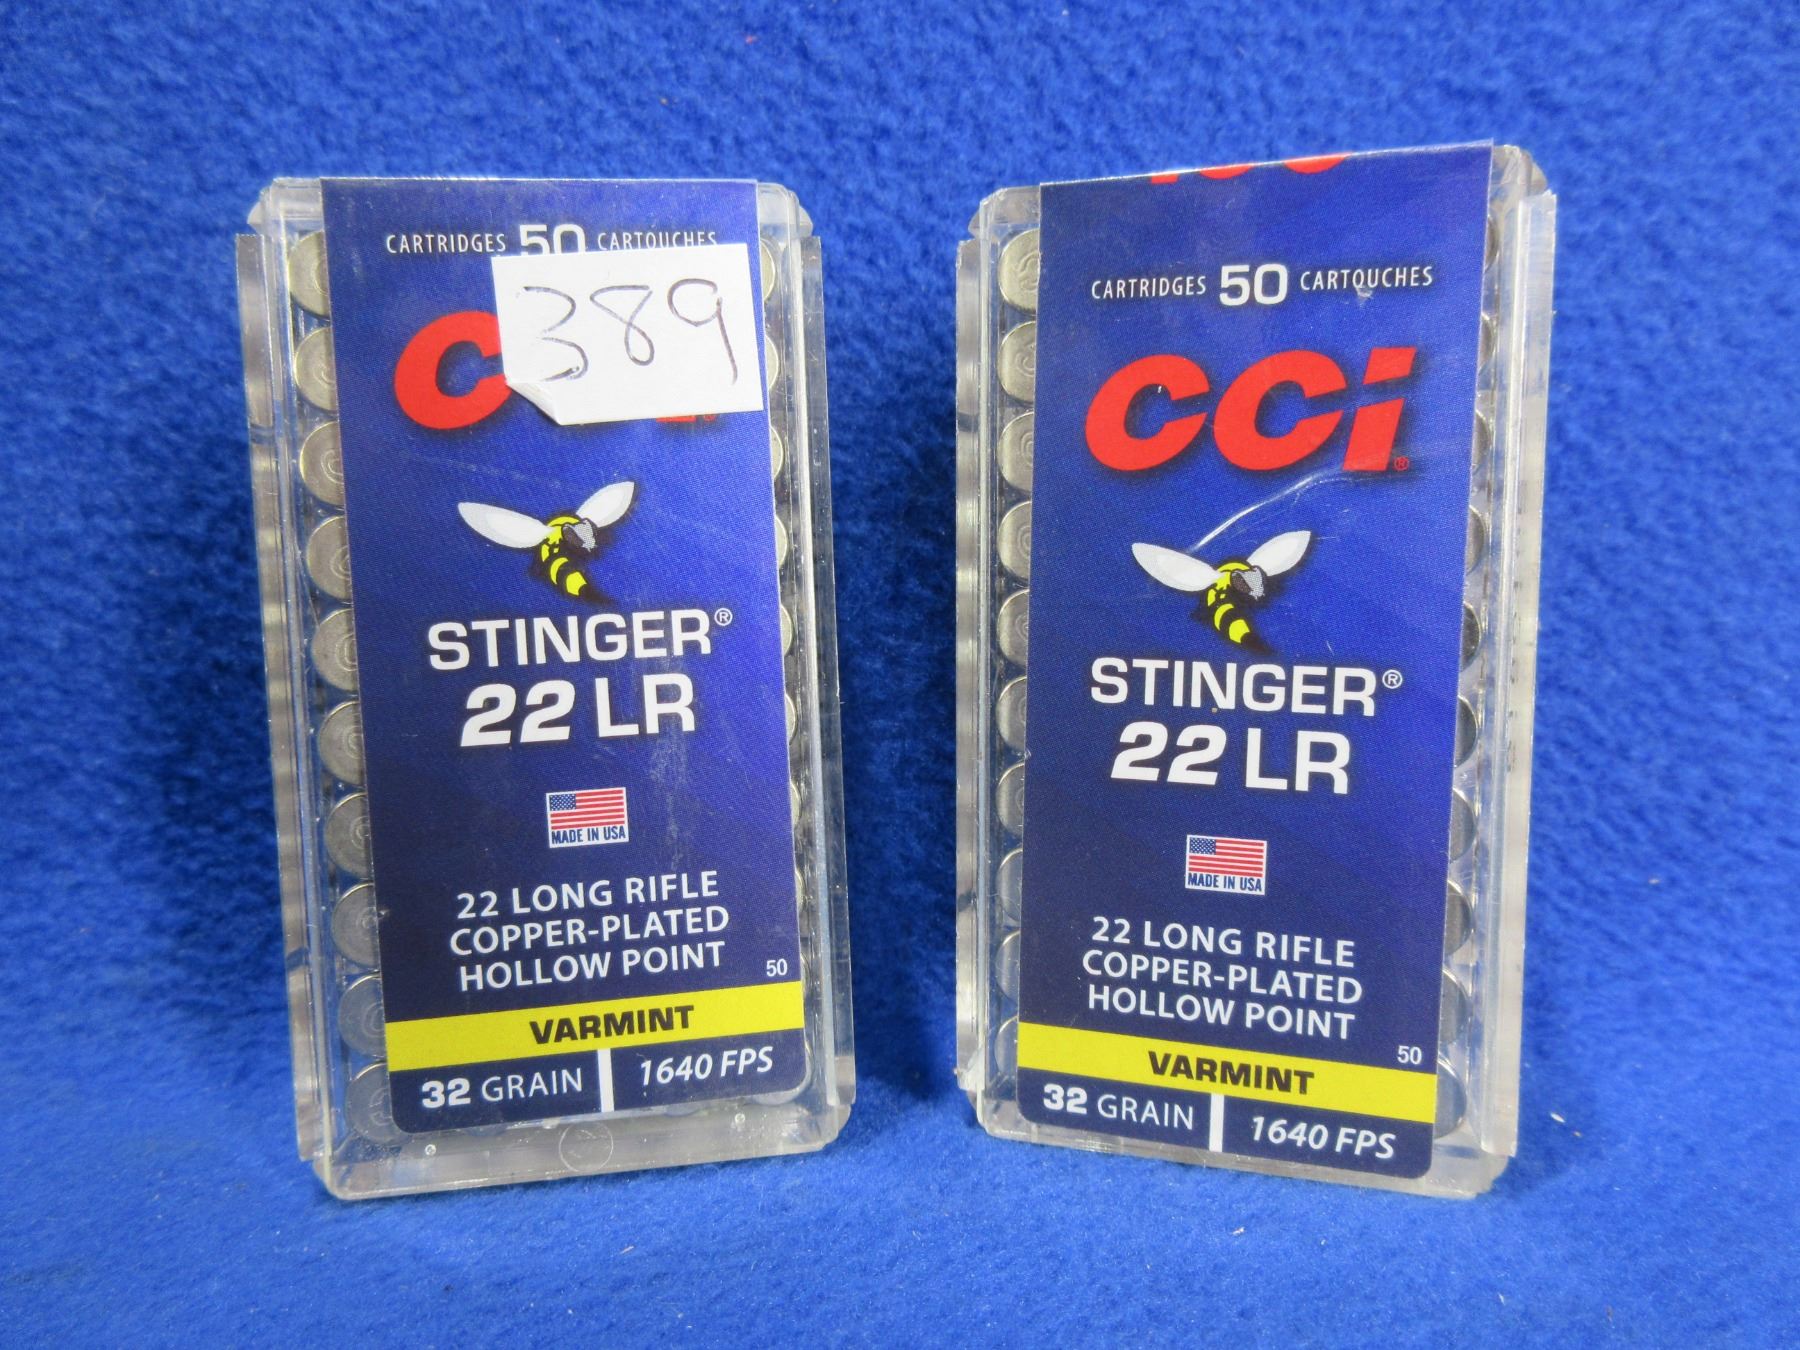 CARTRIDGES 50 CARTOUCHES
389
STINGER®
22 LR
MADE IN USA
22 LONG RIFLE
COPPER-PLATED
HOLLOW POINT
50
VARMINT
32 GRAIN 1640 FPS
CARTRIDGES 50 CARTOUCHES
CCi®
STINGER®
22 LR
MADE IN USA
22 LONG RIFLE
COPPER-PLATED
HOLLOW POINT
50
VARMINT
32 GRAIN 1640 FPS